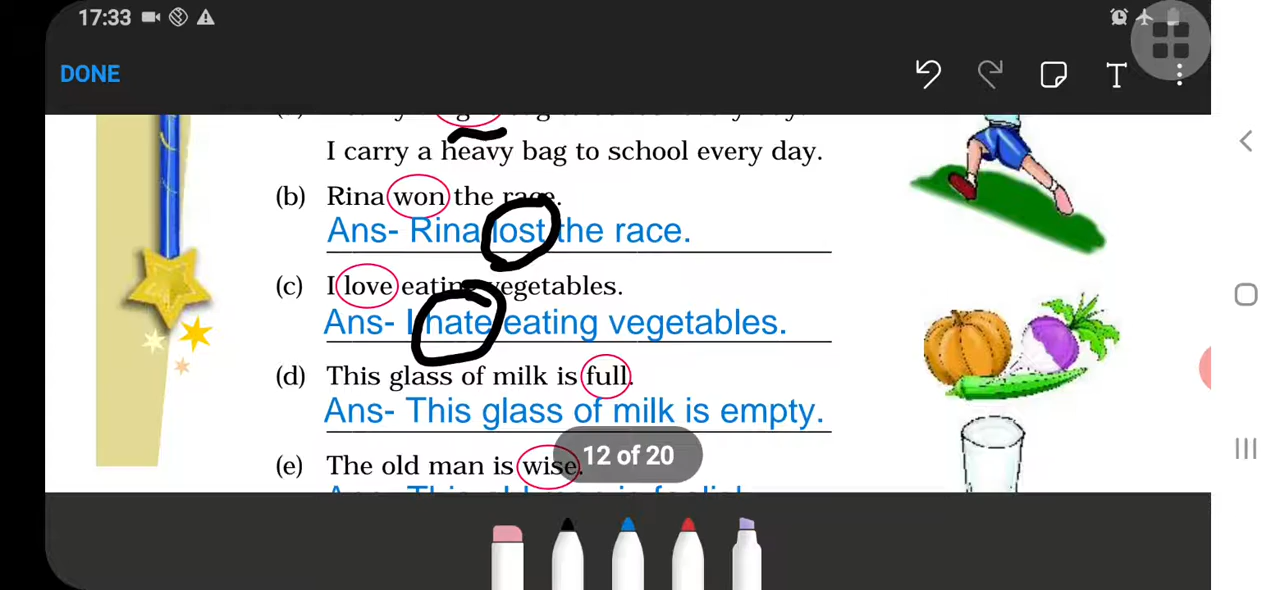 17:33
DONE
T
I carry a heavy bag to school every day.
(b) Rina won the race.
Ans- Rina lost the race.
(c) I love eating vegetables.
Ans- I hate eating vegetables.
(d) This glass of milk is full.
Ans- This glass of milk is empty.
12 of 20
(e) The old man is wise.